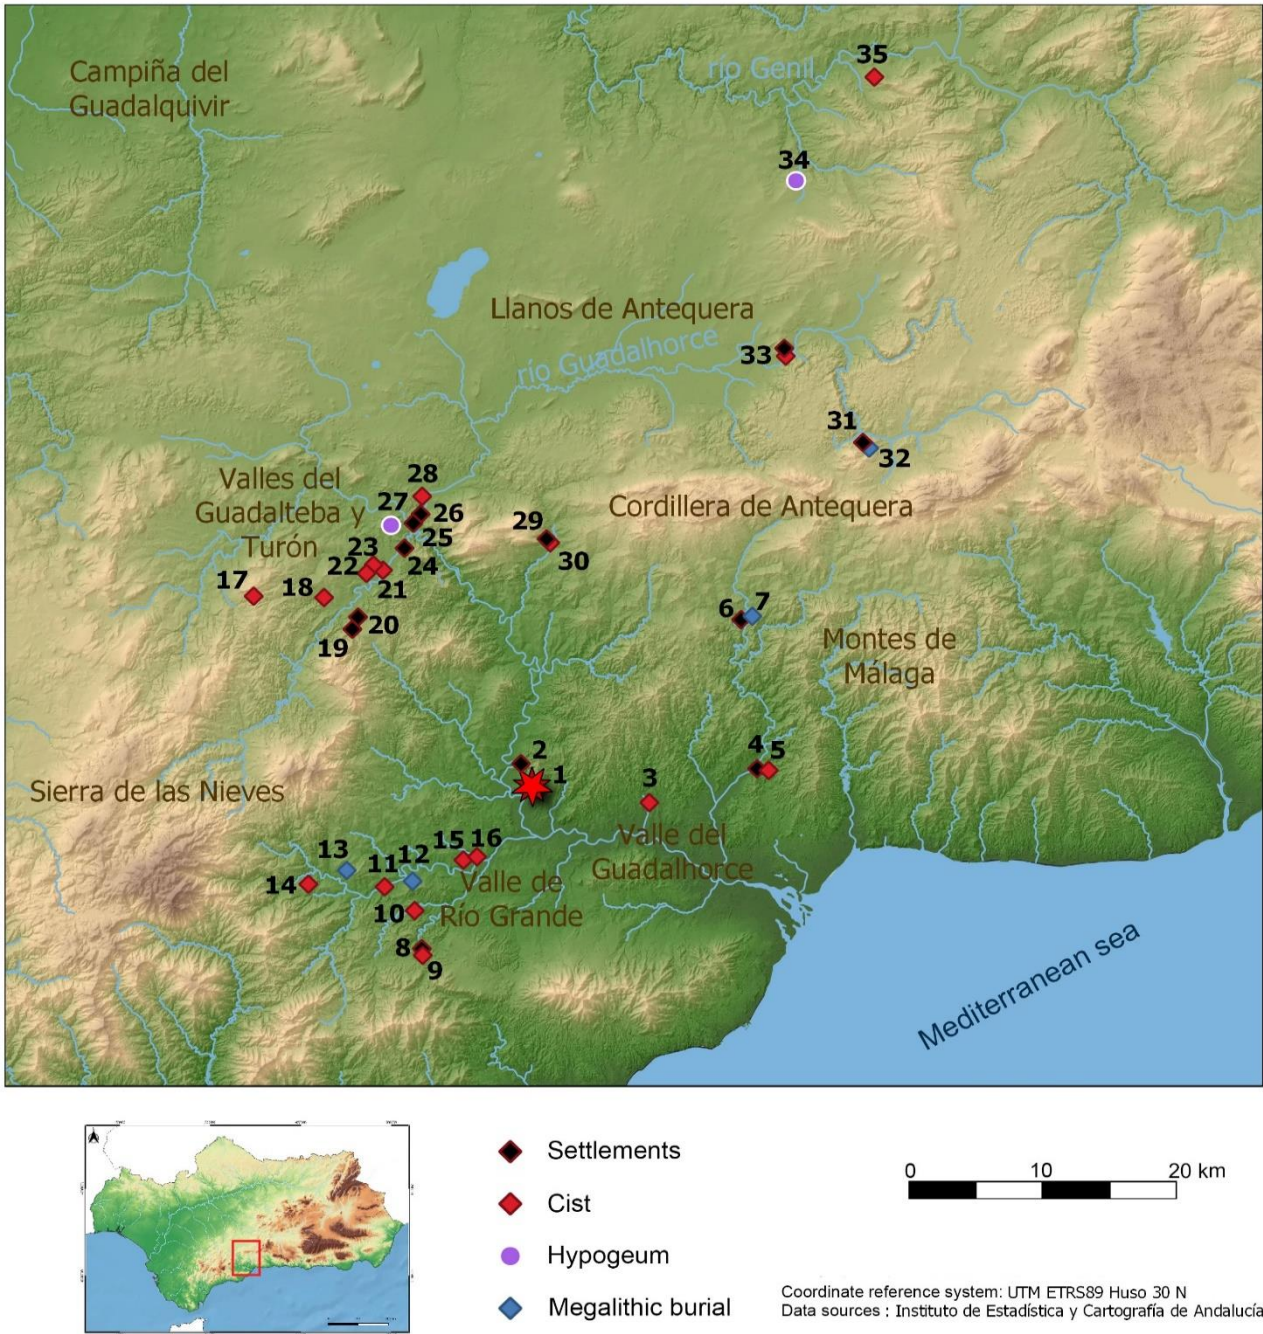 35
río Genil
Campiña del
Guadalquivir
34
Llanos de Antequera
río Guadalhorce
33
31
32
28
Valles del
Guadalteba y
Turón
27
26
25
29
30
Cordillera de Antequera
23
22
24
21
17
18
20
19
6
7
Montes de
Málaga
2
1
4
5
3
Sierra de las Nieves
Valle del
Guadalhorce
15
16
13
11
12
14
Valle de
Río Grande
10
8
9
Mediterranean sea
Settlements
Cist
Hypogeum
Megalithic burial
0 10 20 km
Coordinate reference system: UTM ETRS89 Huso 30 N
Data sources : Instituto de Estadística y Cartografía de Andalucía